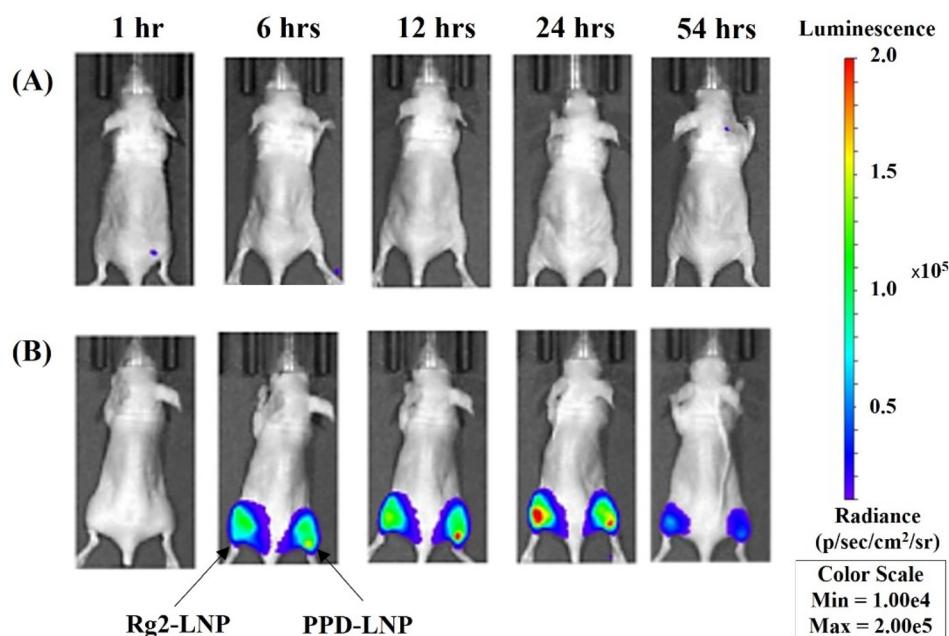 1 hr 6 hrs 12 hrs 24 hrs 54 hrs Luminescence
(A)
2.0
1.5
×10⁵
1.0
0.5
(B)
Radiance
(p/sec/cm²/sr)
Color Scale
Min = 1.00e4
Max = 2.00e5
Rg2-LNP PPD-LNP